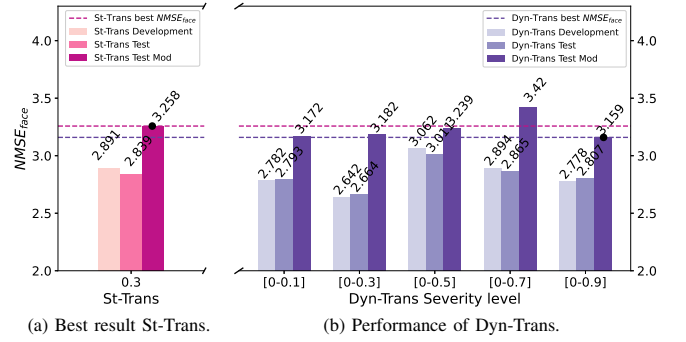 St-Trans best NMSE_face
St-Trans Development
St-Trans Test
St-Trans Test Mod
Dyn-Trans best NMSE_face
Dyn-Trans Development
Dyn-Trans Test
Dyn-Trans Test Mod
NMSE_face
4.0
3.5
3.0
2.5
2.0
2.891
2.839
3.258
2.782
2.793
3.172
2.642
2.664
3.182
3.062
3.011
3.239
2.894
2.865
3.42
2.778
2.807
3.159
4.0
3.5
3.0
2.5
2.0
0.3
[0-0.1]
[0-0.3]
[0-0.5]
[0-0.7]
[0-0.9]
St-Trans
Dyn-Trans Severity level
(a) Best result St-Trans.
(b) Performance of Dyn-Trans.